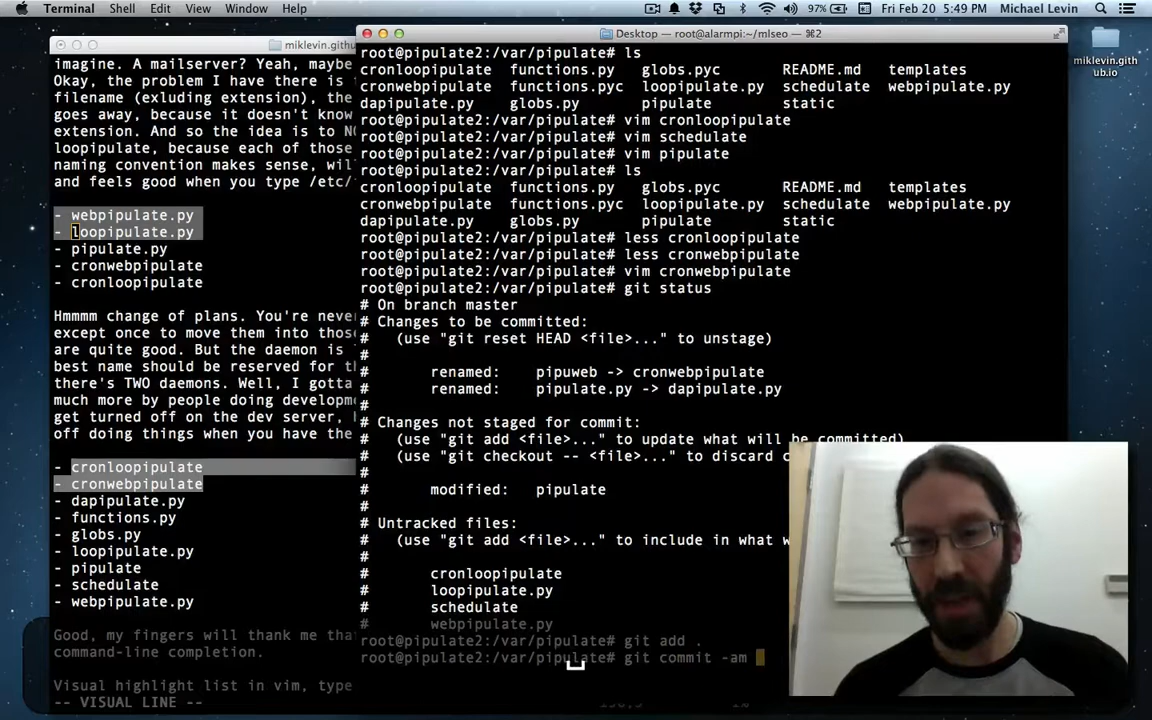 Terminal Shell Edit View Window Help 97% Fri Feb 20 5:49 PM Michael Levin
miklevin.gith
Desktop — root@alarmpi: ~/mlseo — ⌘2
miklevin.gith
ub.io
imagine. A mailserver? Yeah, maybe
Okay, the problem I have there is
filename (exluding extension), the
goes away, because it doesn't know
extension. And so the idea is to
loopipulate, because each of those
naming convention makes sense, wil
and feels good when you type /etc/
- webpipulate.py
- loopipulate.py
- pipulate.py
- cronwebpipulate
- cronloopipulate
Hmmmm change of plans. You're neve
except once to move them into thos
are quite good. But the daemon is
best name should be reserved for t
there's TWO daemons. Well, I gotta
much more by people doing developm
get turned off on the dev server,
off doing things when you have the
- cronloopipulate
- cronwebpipulate
- dapipulate.py
- functions.py
- globs.py
- loopipulate.py
- pipulate
- schedulate
- webpipulate.py
Good, my fingers will thank me tha
command-line completion.
Visual highlight list in vim, type
-- VISUAL LINE --
root@pipulate2:/var/pipulate# ls
cronloopipulate functions.py globs.pyc README.md templates
cronwebpipulate functions.pyc loopipulate.py schedulate webpipulate.py
dapipulate.py globs.py pipulate static
root@pipulate2:/var/pipulate# vim cronloopipulate
root@pipulate2:/var/pipulate# vim schedulate
root@pipulate2:/var/pipulate# vim pipulate
root@pipulate2:/var/pipulate# ls
cronloopipulate functions.py globs.pyc README.md templates
cronwebpipulate functions.pyc loopipulate.py schedulate webpipulate.py
dapipulate.py globs.py pipulate static
root@pipulate2:/var/pipulate# less cronloopipulate
root@pipulate2:/var/pipulate# less cronwebpipulate
root@pipulate2:/var/pipulate# vim cronwebpipulate
root@pipulate2:/var/pipulate# git status
# On branch master
# Changes to be committed:
# (use "git reset HEAD <file>..." to unstage)
#
# renamed: pipuweb -> cronwebpipulate
# renamed: pipulate.py -> dapipulate.py
#
# Changes not staged for commit:
# (use "git add <file>..." to update what will be committed)
# (use "git checkout -- <file>..." to discard c
#
# modified: pipulate
#
# Untracked files:
# (use "git add <file>..." to include in what w
#
# cronloopipulate
# loopipulate.py
# schedulate
# webpipulate.py
root@pipulate2:/var/pipulate# git add .
root@pipulate2:/var/pipulate# git commit -am